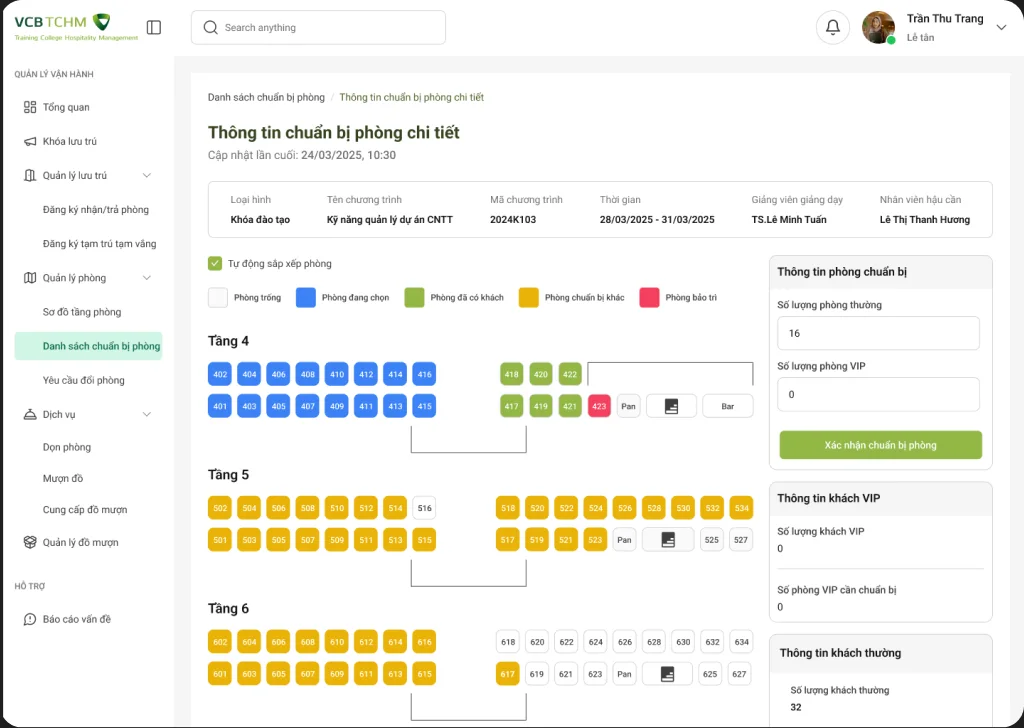 VCB TCHM
Training College Hospitality Management
Search anything
Trần Thu Trang
Lễ tân
QUẢN LÝ VẬN HÀNH
Tổng quan
Khóa lưu trú
Quản lý lưu trú
Đăng ký nhận/trả phòng
Đăng ký tạm trú tạm vắng
Quản lý phòng
Sơ đồ tầng phòng
Danh sách chuẩn bị phòng
Yêu cầu đổi phòng
Dịch vụ
Dọn phòng
Mượn đồ
Cung cấp đồ mượn
Quản lý đồ mượn
HỖ TRỢ
Báo cáo vấn đề
Danh sách chuẩn bị phòng / Thông tin chuẩn bị phòng chi tiết
Thông tin chuẩn bị phòng chi tiết
Cập nhật lần cuối: 24/03/2025, 10:30
Loại hình Tên chương trình Mã chương trình Thời gian Giảng viên giảng dạy Nhân viên hậu cần
Khóa đào tạo Kỹ năng quản lý dự án CNTT 2024K103 28/03/2025 - 31/03/2025 TS.Lê Minh Tuấn Lê Thị Thanh Hương
Tự động sắp xếp phòng
Phòng trống Phòng đang chọn Phòng đã có khách Phòng chuẩn bị khác Phòng bảo trì
Tầng 4
402 404 406 408 410 412 414 416 418 420 422
401 403 405 407 409 411 413 415 417 419 421 423 Pan Bar
Tầng 5
502 504 506 508 510 512 514 516 518 520 522 524 526 528 530 532 534
501 503 505 507 509 511 513 515 517 519 521 523 Pan 525 527
Tầng 6
602 604 606 608 610 612 614 616 618 620 622 624 626 628 630 632 634
601 603 605 607 609 611 613 615 617 619 621 623 Pan 625 627
Thông tin phòng chuẩn bị
Số lượng phòng thường
16
Số lượng phòng VIP
0
Xác nhận chuẩn bị phòng
Thông tin khách VIP
Số lượng khách VIP
0
Số phòng VIP cần chuẩn bị
0
Thông tin khách thường
Số lượng khách thường
32